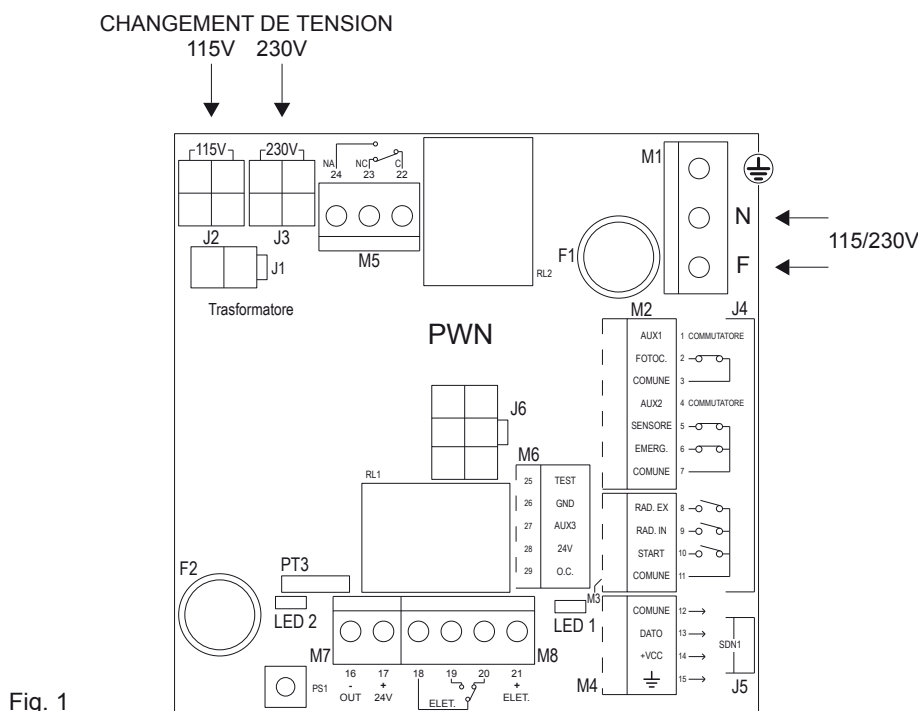 CHANGEMENT DE TENSION
115V 230V
115V 230V
NA NC C
24 23 22
M1
J2 J3
J1
M5
RL2
F1
N
F
115/230V
Trasformatore
PWN
M2 J4
AUX1 1 COMMUTATORE
FOTOC. 2
COMUNE 3
AUX2 4 COMMUTATORE
SENSORE 5
EMERG. 6
COMUNE 7
J6
M6
RL1
25 TEST
26 GND
27 AUX3
28 24V
29 O.C.
RAD. EX 8
RAD. IN 9
START 10
COMUNE 11
M3
F2
PT3
LED 2
LED 1
COMUNE 12
DATO 13
+VCC 14
15
SDN1
M4 J5
M7 M8
16 17 18 19 20 21
- + +
OUT 24V ELET. ELET.
PS1
Fig. 1